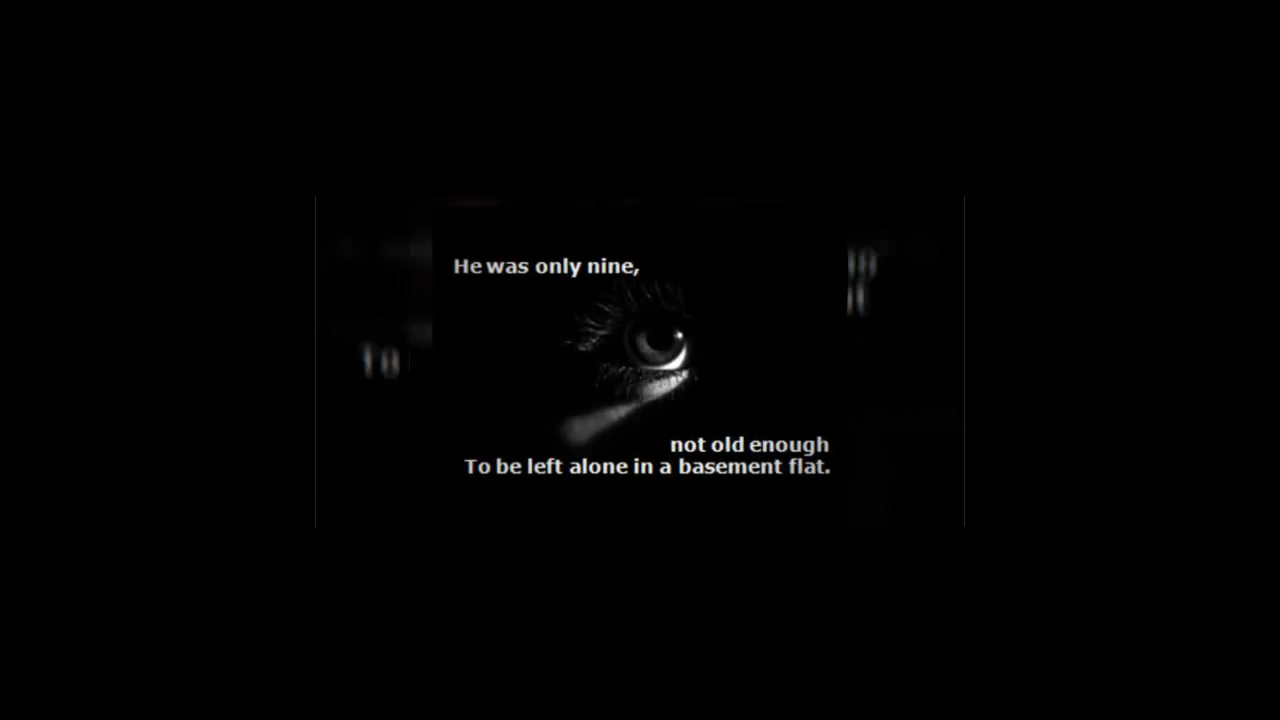 He was only nine,
not old enough
To be left alone in a basement flat.